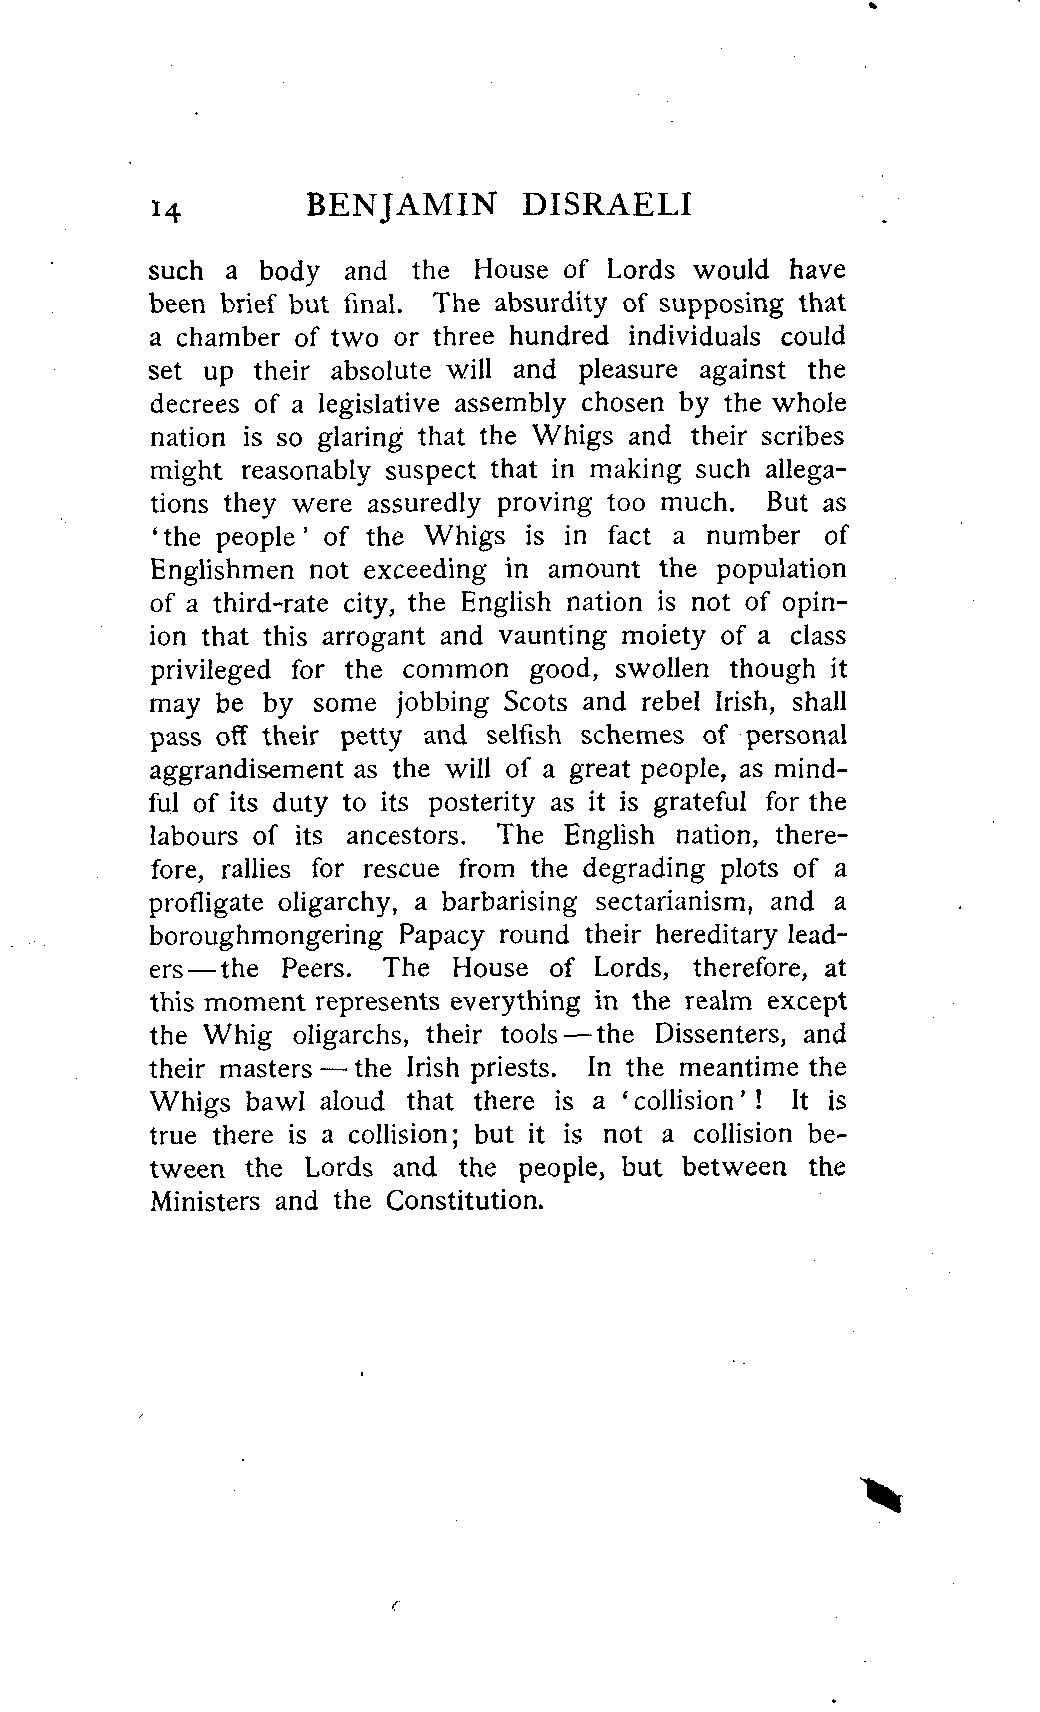 14 BENJAMIN DISRAELI
such a body and the House of Lords would have
been brief but final. The absurdity of supposing that
a chamber of two or three hundred individuals could
set up their absolute will and pleasure against the
decrees of a legislative assembly chosen by the whole
nation is so glaring that the Whigs and their scribes
might reasonably suspect that in making such allega-
tions they were assuredly proving too much. But as
‘the people’ of the Whigs is in fact a number of
Englishmen not exceeding in amount the population
of a third-rate city, the English nation is not of opin-
ion that this arrogant and vaunting moiety of a class
privileged for the common good, swollen though it
may be by some jobbing Scots and rebel Irish, shall
pass off their petty and selfish schemes of personal
aggrandisement as the will of a great people, as mind-
ful of its duty to its posterity as it is grateful for the
labours of its ancestors. The English nation, there-
fore, rallies for rescue from the degrading plots of a
profligate oligarchy, a barbarising sectarianism, and a
boroughmongering Papacy round their hereditary lead-
ers—the Peers. The House of Lords, therefore, at
this moment represents everything in the realm except
the Whig oligarchs, their tools—the Dissenters, and
their masters—the Irish priests. In the meantime the
Whigs bawl aloud that there is a ‘collision’! It is
true there is a collision; but it is not a collision be-
tween the Lords and the people, but between the
Ministers and the Constitution.